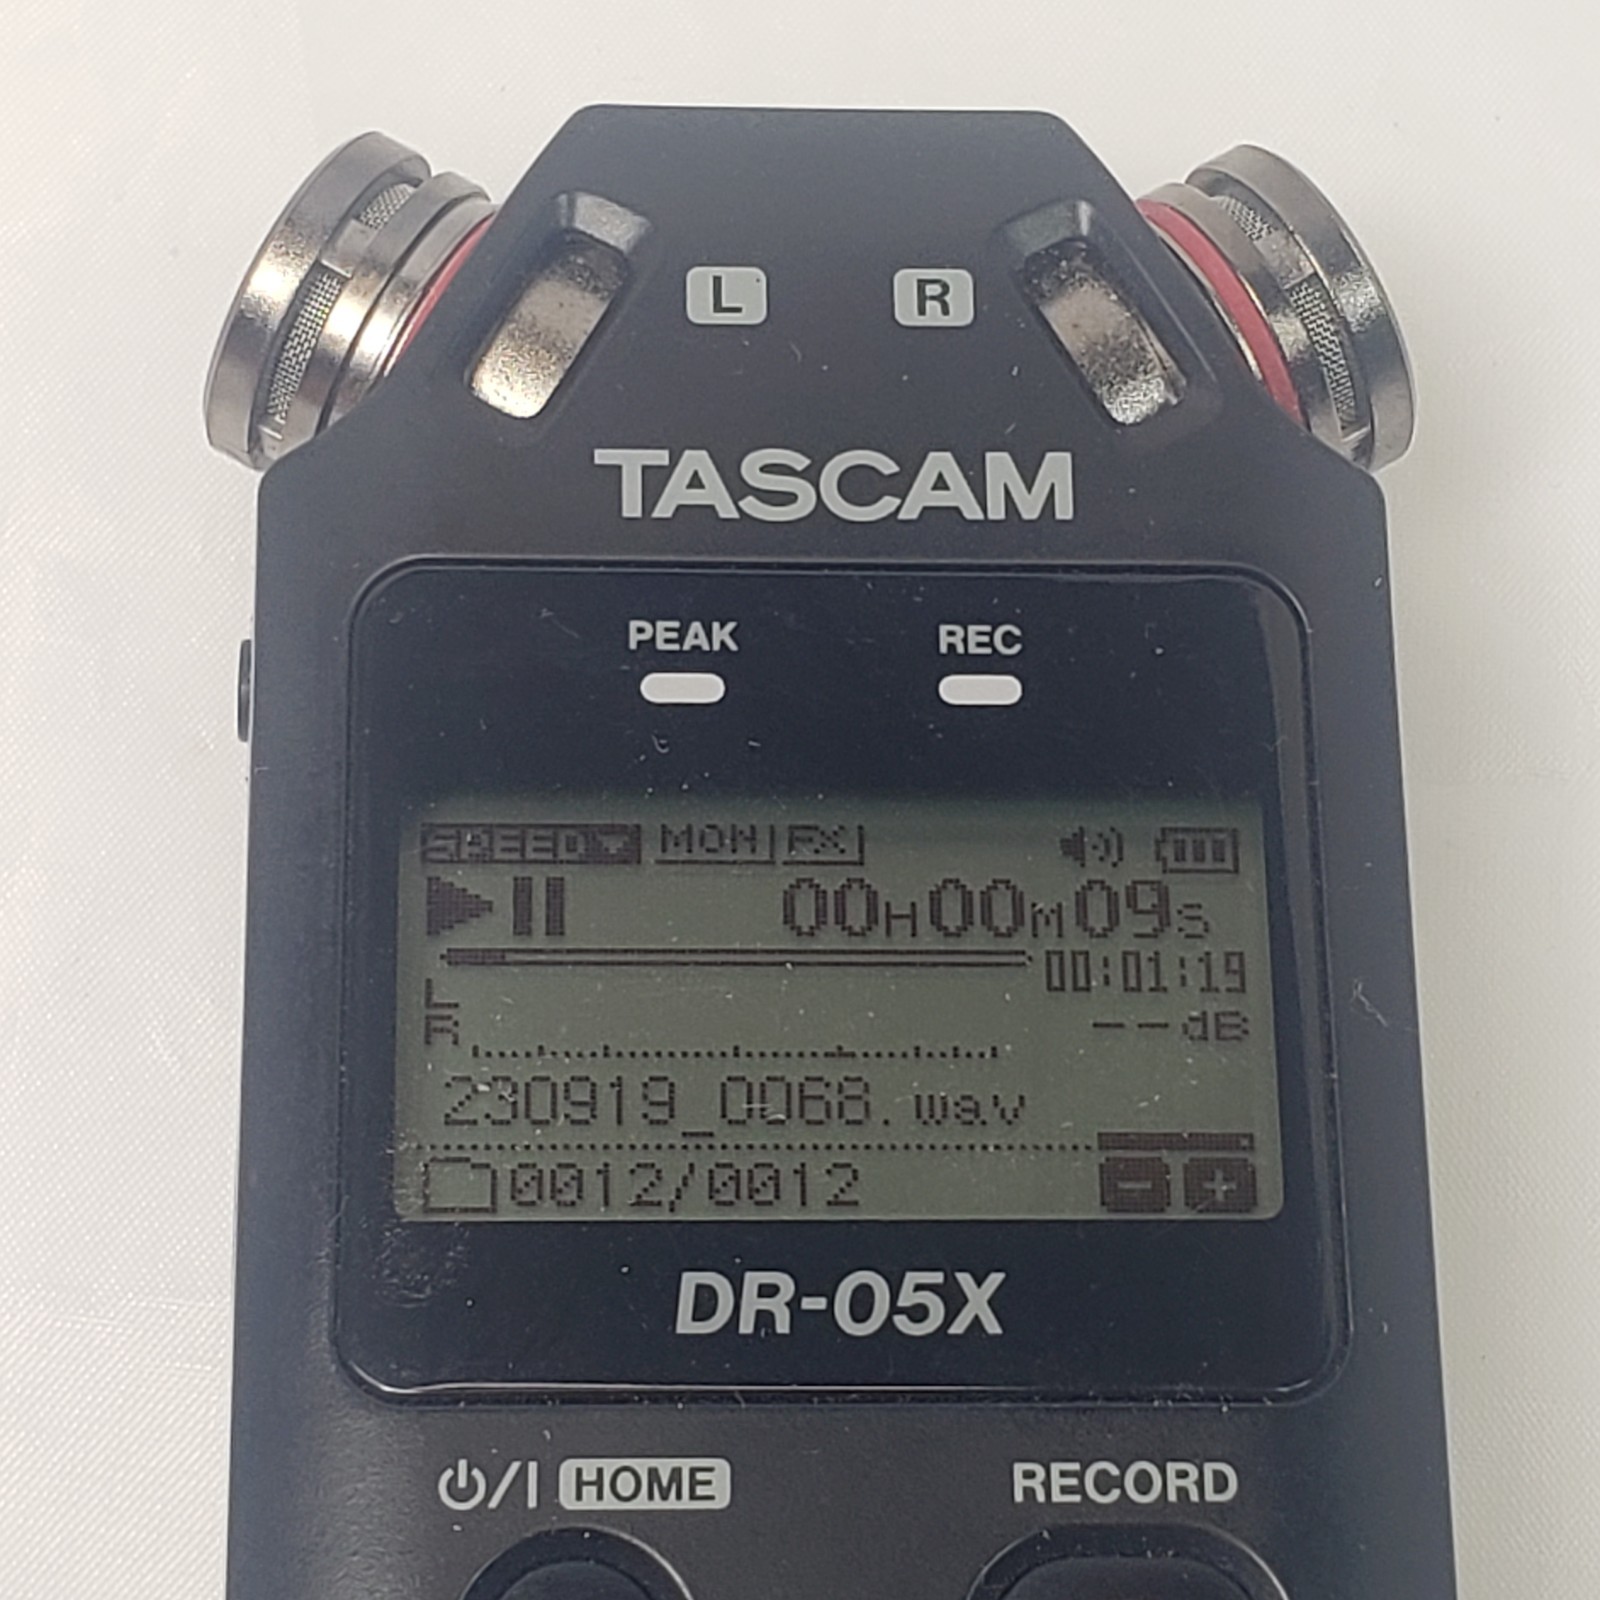 L R
TASCAM
PEAK REC
SPEED MON FX
00H00M09S
00:01:19
L
R --dB
230919_0068.wav
0012/0012
DR-05X
HOME RECORD